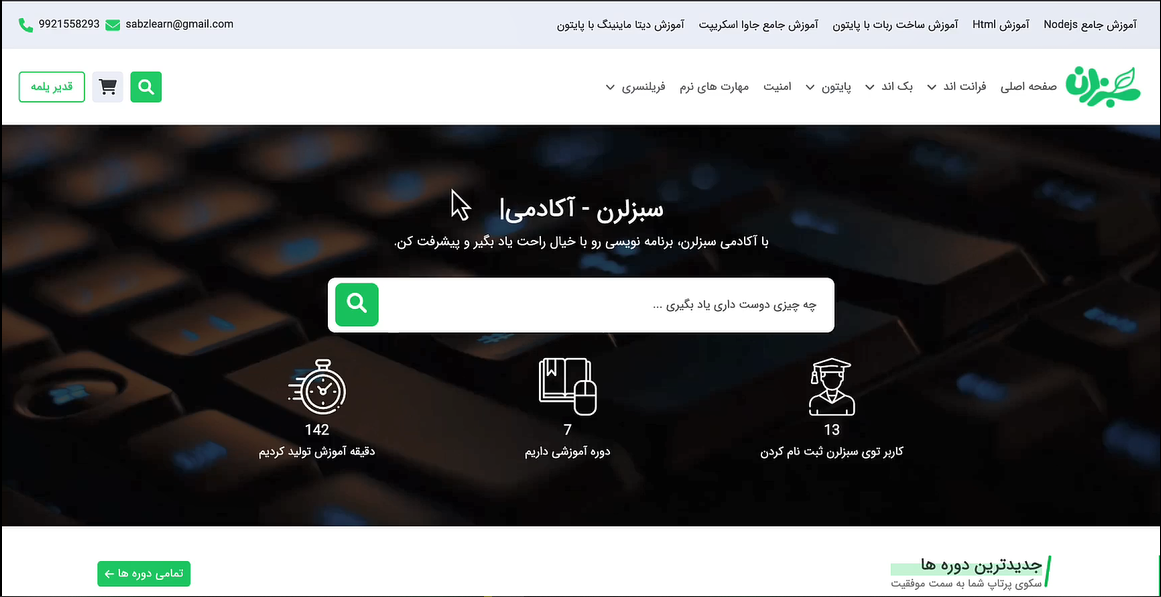 آموزش جامع Nodejs آموزش Html آموزش ساخت ربات با پایتون آموزش جامع جاوا اسکریپت آموزش دیتا ماینینگ با پایتون sabzlearn@gmail.com 9921558293
سبزلرن صفحه اصلی فرانت اند بک اند پایتون امنیت مهارت های نرم فریلنسری قدیر یلمه
سبزلرن - آکادمی|
با آکادمی سبزلرن، برنامه نویسی رو با خیال راحت یاد بگیر و پیشرفت کن.
چه چیزی دوست داری یاد بگیری ...
13 7 142
کاربر توی سبزلرن ثبت نام کردن دوره آموزشی داریم دقیقه آموزش تولید کردیم
جدیدترین دوره ها تمامی دوره ها ←
سکوی پرتاپ شما به سمت موفقیت